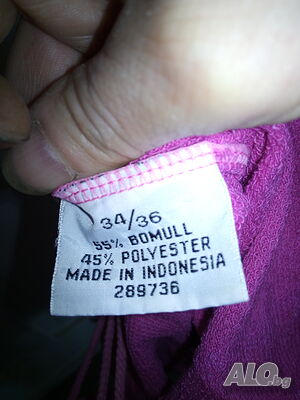 34/36
55% BOMULL
45% POLYESTER
MADE IN INDONESIA
289736
ALO.bg